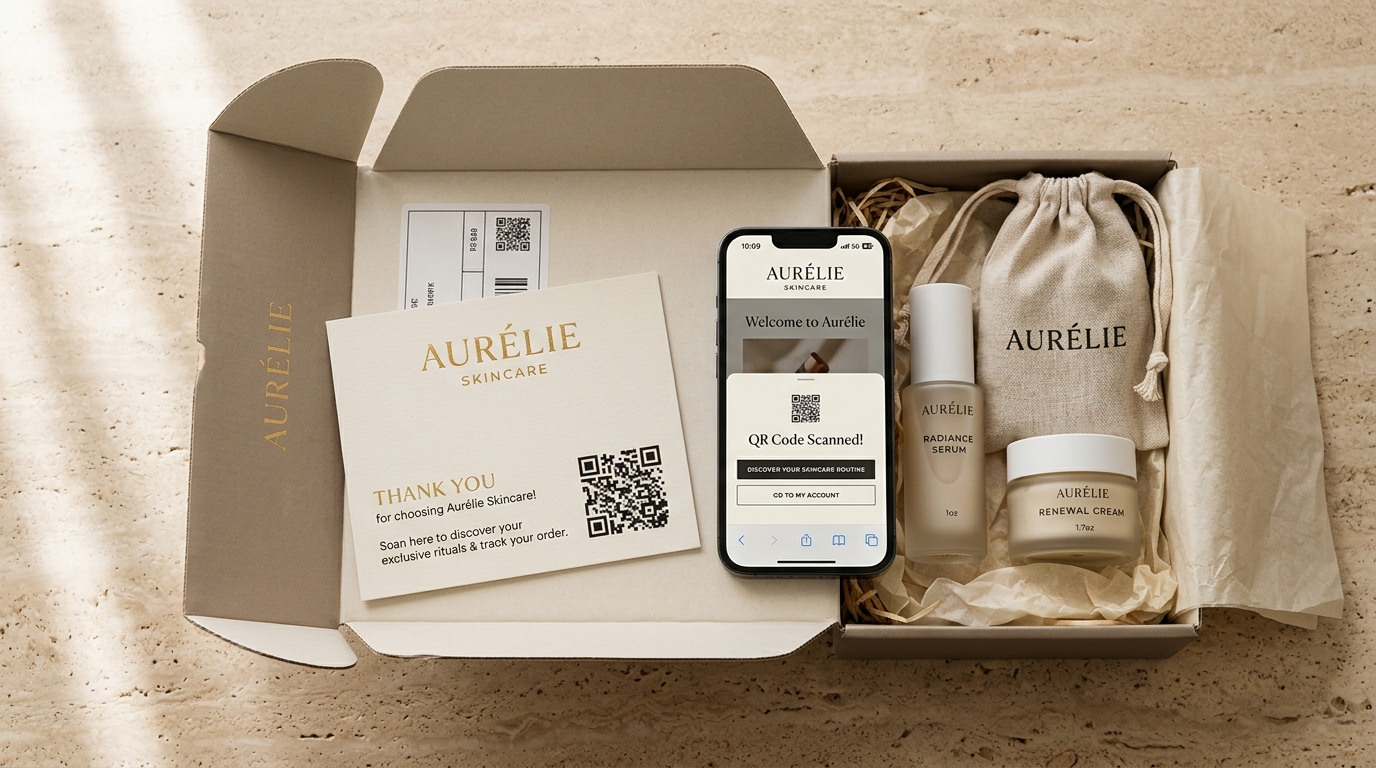 AURÉLIE
AURÉLIE
SKINCARE
THANK YOU
for choosing Aurélie Skincare!
Soan here to discover your
exclusive rituals & track your order.
10:09
5G
AURÉLIE
SKINCARE
Welcome to Aurélie
QR Code Scanned!
DISCOVER YOUR SKINCARE ROUTINE
GO TO MY ACCOUNT
AURÉLIE
AURÉLIE
RADIANCE
SERUM
1oz
AURÉLIE
RENEWAL CREAM
1.7oz